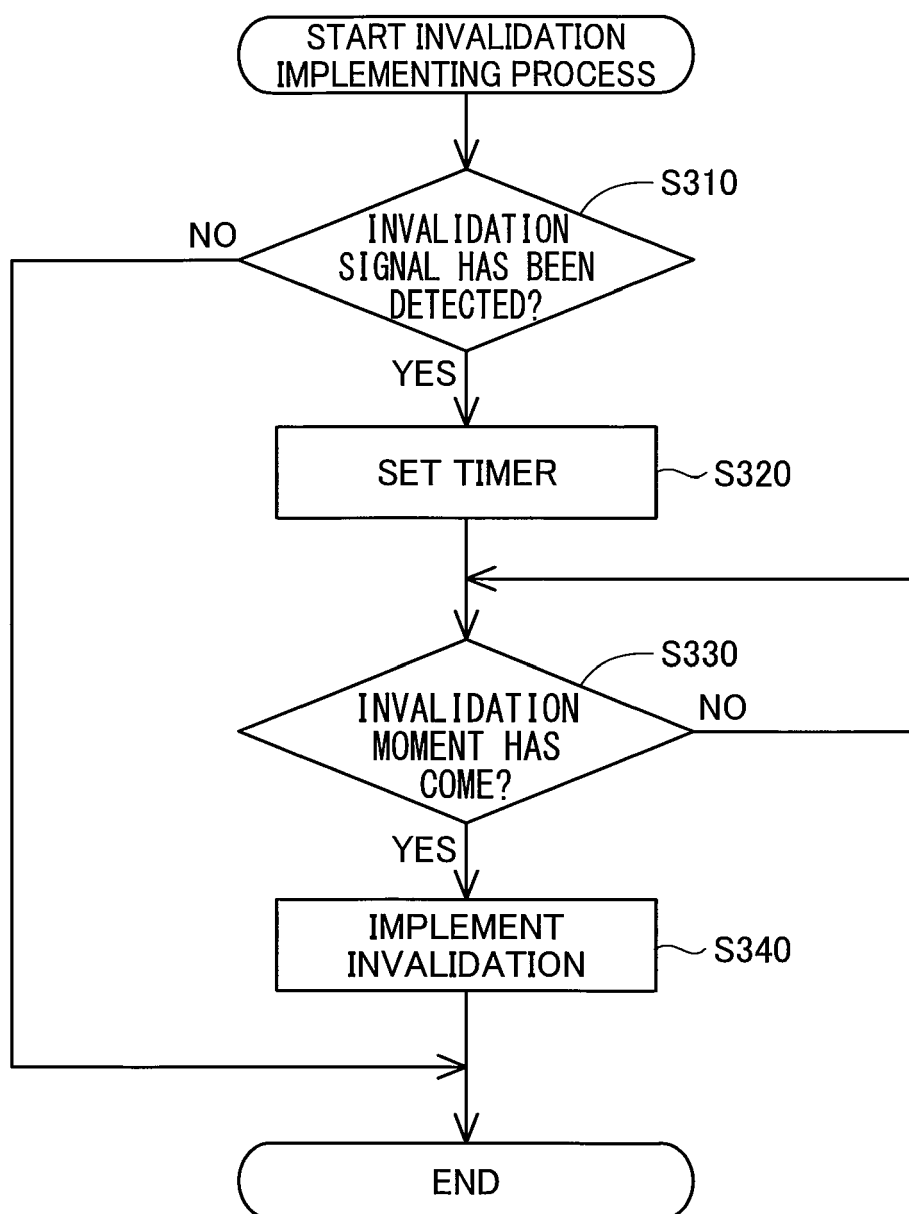 START INVALIDATION
IMPLEMENTING PROCESS
S310
NO
INVALIDATION
SIGNAL HAS BEEN
DETECTED?
YES
SET TIMER
S320
S330
INVALIDATION
MOMENT HAS
COME?
NO
YES
IMPLEMENT
INVALIDATION
S340
END